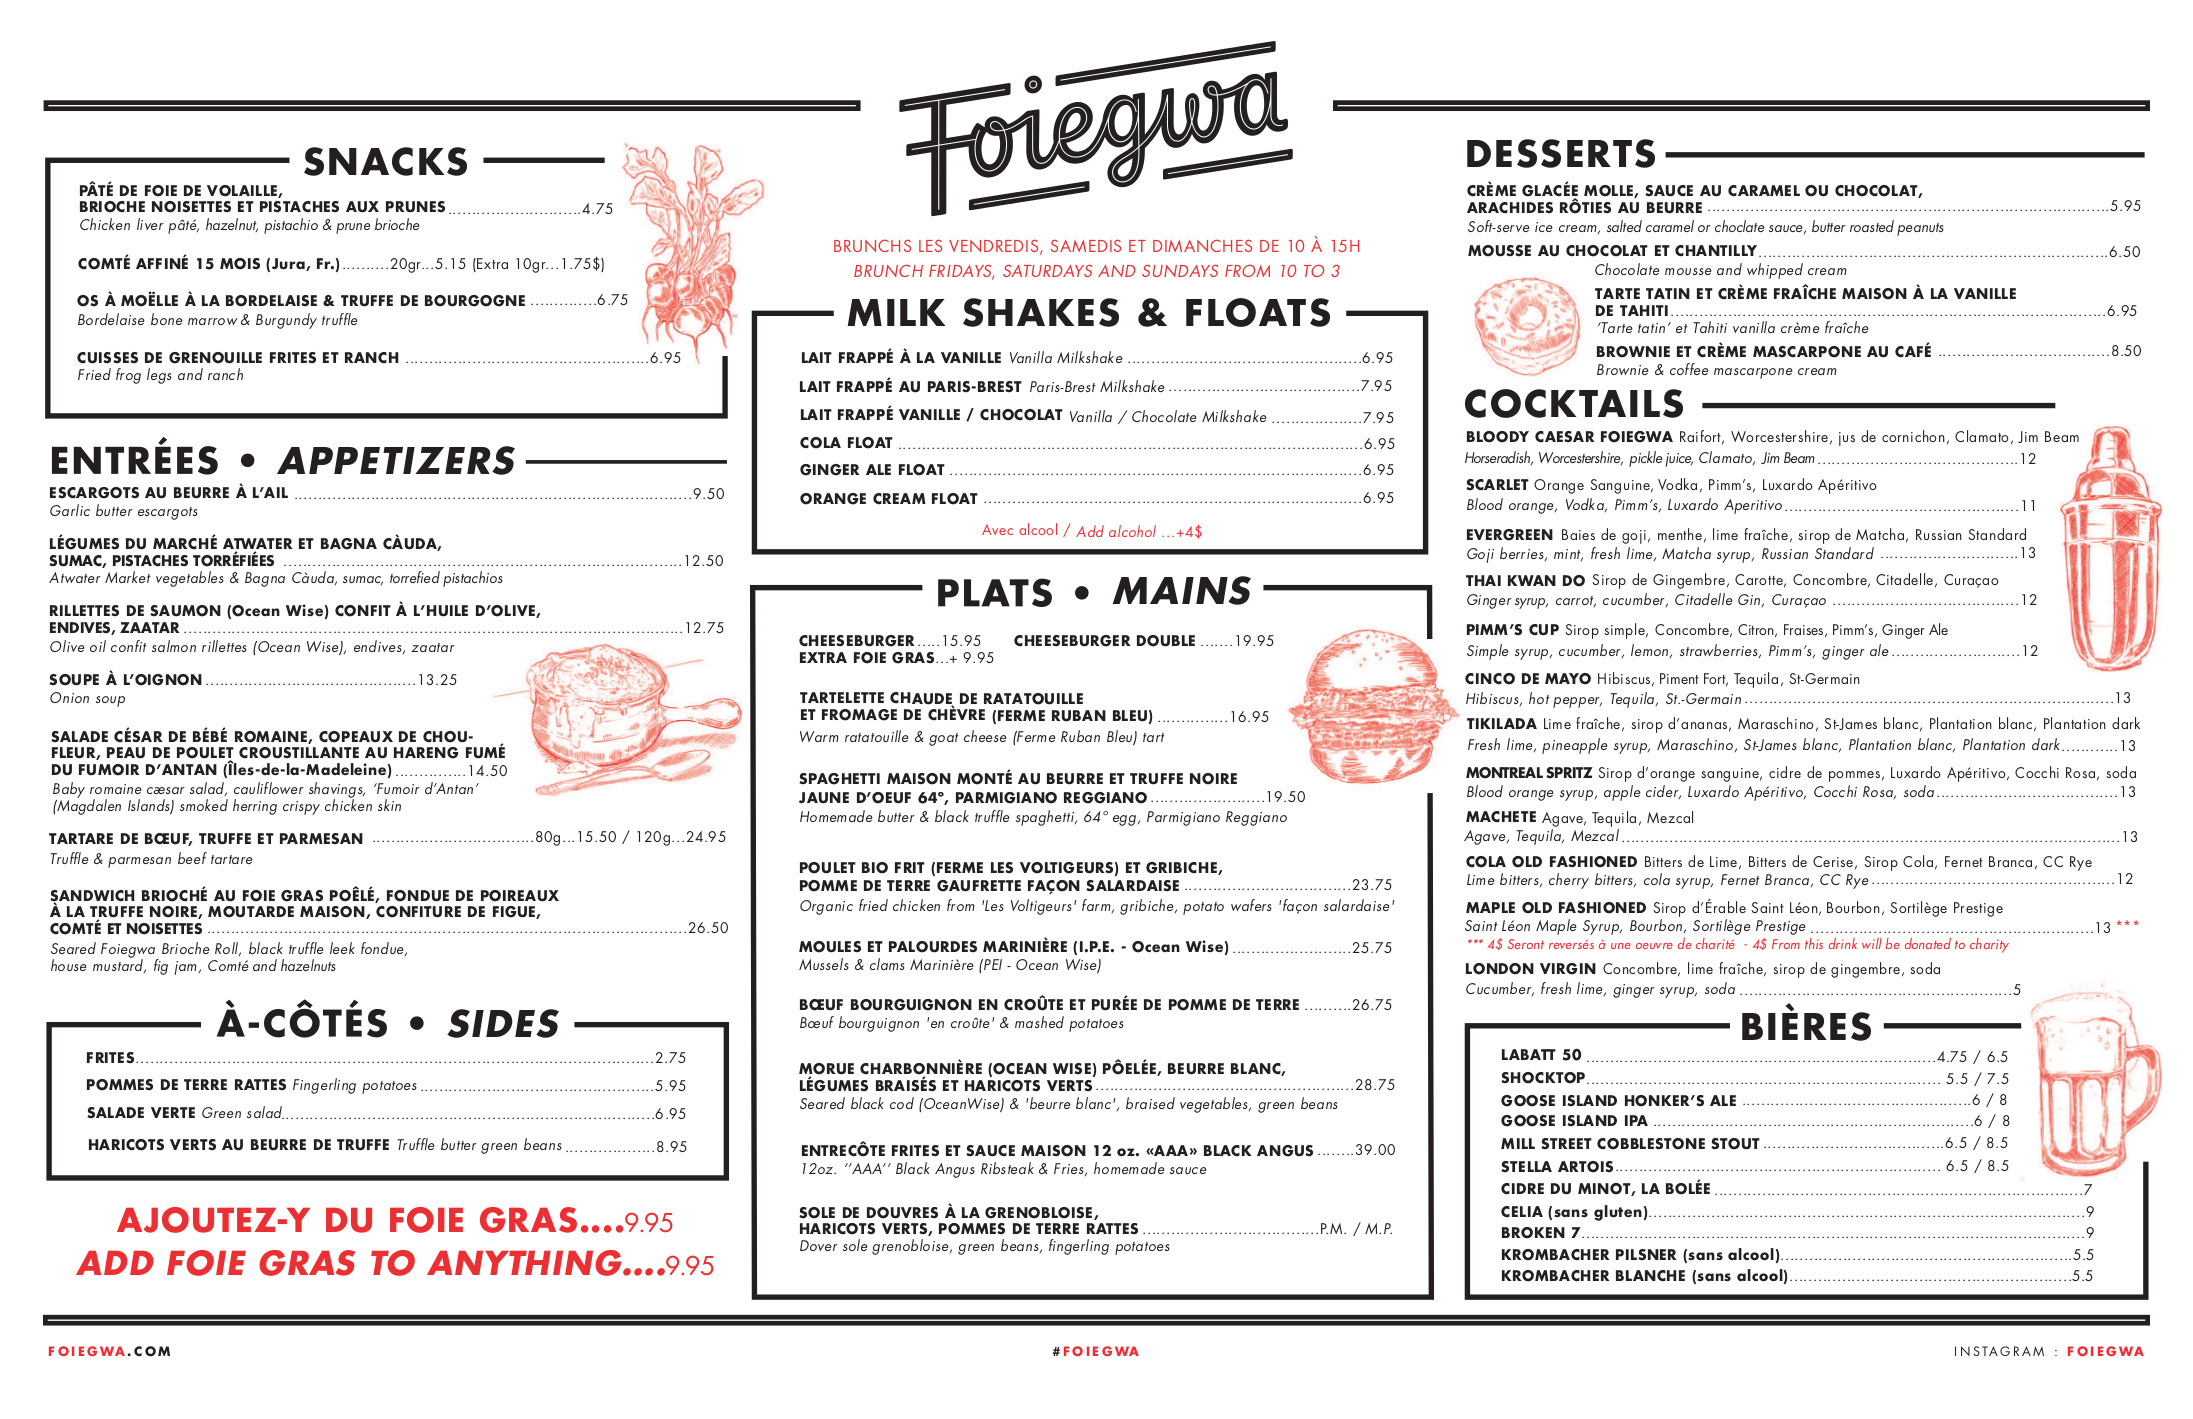 Foiegwa
BRUNCHS LES VENDREDIS, SAMEDIS ET DIMANCHES DE 10 À 15H
BRUNCH FRIDAYS, SATURDAYS AND SUNDAYS FROM 10 TO 3
SNACKS
PÂTÉ DE FOIE DE VOLAILLE,
BRIOCHE NOISETTES ET PISTACHES AUX PRUNES...........................4.75
Chicken liver pâté, hazelnut, pistachio & prune brioche
COMTÉ AFFINÉ 15 MOIS (Jura, Fr.)..........20gr...5.15 (Extra 10gr...1.75$)
OS À MOËLLE À LA BORDELAISE & TRUFFE DE BOURGOGNE .............6.75
Bordelaise bone marrow & Burgundy truffle
CUISSES DE GRENOUILLE FRITES ET RANCH ..................................................6.95
Fried frog legs and ranch
ENTRÉES • APPETIZERS
ESCARGOTS AU BEURRE À L'AIL ..................................................................................9.50
Garlic butter escargots
LÉGUMES DU MARCHÉ ATWATER ET BAGNA CÀUDA,
SUMAC, PISTACHES TORRÉFIÉES ..................................................................................12.50
Atwater Market vegetables & Bagna Càuda, sumac, torrefied pistachios
RILLETTES DE SAUMON (Ocean Wise) CONFIT À L'HUILE D'OLIVE,
ENDIVES, ZAATAR ........................................................................................................12.75
Olive oil confit salmon rillettes (Ocean Wise), endives, zaatar
SOUPE À L'OIGNON............................................13.25
Onion soup
SALADE CÉSAR DE BÉBÉ ROMAINE, COPEAUX DE CHOU-
FLEUR, PEAU DE POULET CROUSTILLANTE AU HARENG FUMÉ
DU FUMOIR D'ANTAN (Îles-de-la-Madeleine) ...............14.50
Baby romaine cæsar salad, cauliflower shavings, 'Fumoir d'Antan'
(Magdalen Islands) smoked herring crispy chicken skin
TARTARE DE BŒUF, TRUFFE ET PARMESAN ..................................80g...15.50 / 120g...24.95
Truffle & parmesan beef tartare
SANDWICH BRIOCHÉ AU FOIE GRAS POÊLÉ, FONDUE DE POIREAUX
À LA TRUFFE NOIRE, MOUTARDE MAISON, CONFITURE DE FIGUE,
COMTÉ ET NOISETTES ....................................................................................................26.50
Seared Foiegwa Brioche Roll, black truffle leek fondue,
house mustard, fig jam, Comté and hazelnuts
À-CÔTÉS • SIDES
FRITES............................................................................................................2.75
POMMES DE TERRE RATTES Fingerling potatoes .................................................5.95
SALADE VERTE Green salad..............................................................................6.95
HARICOTS VERTS AU BEURRE DE TRUFFE Truffle butter green beans ...................8.95
AJOUTEZ-Y DU FOIE GRAS....9.95
ADD FOIE GRAS TO ANYTHING....9.95
MILK SHAKES & FLOATS
LAIT FRAPPÉ À LA VANILLE Vanilla Milkshake .................................................6.95
LAIT FRAPPÉ AU PARIS-BREST Paris-Brest Milkshake ........................................7.95
LAIT FRAPPÉ VANILLE / CHOCOLAT Vanilla / Chocolate Milkshake ...................7.95
COLA FLOAT .................................................................................................6.95
GINGER ALE FLOAT ......................................................................................6.95
ORANGE CREAM FLOAT ...............................................................................6.95
Avec alcool / Add alcohol ...+4$
PLATS • MAINS
CHEESEBURGER.....15.95 CHEESEBURGER DOUBLE .......19.95
EXTRA FOIE GRAS...+ 9.95
TARTELETTE CHAUDE DE RATATOUILLE
ET FROMAGE DE CHÈVRE (FERME RUBAN BLEU) ...............16.95
Warm ratatouille & goat cheese (Ferme Ruban Bleu) tart
SPAGHETTI MAISON MONTÉ AU BEURRE ET TRUFFE NOIRE
JAUNE D'OEUF 64º, PARMIGIANO REGGIANO........................19.50
Homemade butter & black truffle spaghetti, 64º egg, Parmigiano Reggiano
POULET BIO FRIT (FERME LES VOLTIGEURS) ET GRIBICHE,
POMME DE TERRE GAUFRETTE FAÇON SALARDAISE ...................................23.75
Organic fried chicken from 'Les Voltigeurs' farm, gribiche, potato wafers 'façon salardaise'
MOULES ET PALOURDES MARINIÈRE (I.P.E. - Ocean Wise) .........................25.75
Mussels & clams Marinière (PEI - Ocean Wise)
BŒUF BOURGUIGNON EN CROÛTE ET PURÉE DE POMME DE TERRE ..........26.75
Bœuf bourguignon 'en croûte' & mashed potatoes
MORUE CHARBONNIÈRE (OCEAN WISE) PÔELÉE, BEURRE BLANC,
LÉGUMES BRAISÉS ET HARICOTS VERTS......................................................28.75
Seared black cod (OceanWise) & 'beurre blanc', braised vegetables, green beans
ENTRECÔTE FRITES ET SAUCE MAISON 12 oz. «AAA» BLACK ANGUS ........39.00
12oz. ‘’AAA’’ Black Angus Ribsteak & Fries, homemade sauce
SOLE DE DOUVRES À LA GRENOBLOISE,
HARICOTS VERTS, POMMES DE TERRE RATTES .....................................P.M. / M.P.
Dover sole grenobloise, green beans, fingerling potatoes
DESSERTS
CRÈME GLACÉE MOLLE, SAUCE AU CARAMEL OU CHOCOLAT,
ARACHIDES RÔTIES AU BEURRE ...................................................................................5.95
Soft-serve ice cream, salted caramel or choclate sauce, butter roasted peanuts
MOUSSE AU CHOCOLAT ET CHANTILLY.........................................................................6.50
Chocolate mousse and whipped cream
TARTE TATIN ET CRÈME FRAÎCHE MAISON À LA VANILLE
DE TAHITI..........................................................................................6.95
'Tarte tatin' et Tahiti vanilla crème fraîche
BROWNIE ET CRÈME MASCARPONE AU CAFÉ ....................................8.50
Brownie & coffee mascarpone cream
COCKTAILS
BLOODY CAESAR FOIEGWA Raifort, Worcestershire, jus de cornichon, Clamato, Jim Beam
Horseradish, Worcestershire, pickle juice, Clamato, Jim Beam ..........................................12
SCARLET Orange Sanguine, Vodka, Pimm's, Luxardo Apéritivo
Blood orange, Vodka, Pimm's, Luxardo Aperitivo.................................................11
EVERGREEN Baies de goji, menthe, lime fraîche, sirop de Matcha, Russian Standard
Goji berries, mint, fresh lime, Matcha syrup, Russian Standard .............................13
THAI KWAN DO Sirop de Gingembre, Carotte, Concombre, Citadelle, Curaçao
Ginger syrup, carrot, cucumber, Citadelle Gin, Curaçao .......................................12
PIMM'S CUP Sirop simple, Concombre, Citron, Fraises, Pimm's, Ginger Ale
Simple syrup, cucumber, lemon, strawberries, Pimm's, ginger ale...........................12
CINCO DE MAYO Hibiscus, Piment Fort, Tequila, St-Germain
Hibiscus, hot pepper, Tequila, St.-Germain.............................................................................13
TIKILADA Lime fraîche, sirop d'ananas, Maraschino, St-James blanc, Plantation blanc, Plantation dark
Fresh lime, pineapple syrup, Maraschino, St-James blanc, Plantation blanc, Plantation dark............13
MONTREAL SPRITZ Sirop d'orange sanguine, cidre de pommes, Luxardo Apéritivo, Cocchi Rosa, soda
Blood orange syrup, apple cider, Luxardo Apéritivo, Cocchi Rosa, soda......................................13
MACHETE Agave, Tequila, Mezcal
Agave, Tequila, Mezcal........................................................................................................13
COLA OLD FASHIONED Bitters de Lime, Bitters de Cerise, Sirop Cola, Fernet Branca, CC Rye
Lime bitters, cherry bitters, cola syrup, Fernet Branca, CC Rye...................................................12
MAPLE OLD FASHIONED Sirop d'Érable Saint Léon, Bourbon, Sortilège Prestige
Saint Léon Maple Syrup, Bourbon, Sortilège Prestige ...........................................................13 ***
*** 4$ Seront reversés à une oeuvre de charité - 4$ From this drink will be donated to charity
LONDON VIRGIN Concombre, lime fraîche, sirop de gingembre, soda
Cucumber, fresh lime, ginger syrup, soda .........................................................5
BIÈRES
LABATT 50 .........................................................................4.75 / 6.5
SHOCKTOP.......................................................................... 5.5 / 7.5
GOOSE ISLAND HONKER'S ALE ................................................6 / 8
GOOSE ISLAND IPA ...................................................................6 / 8
MILL STREET COBBLESTONE STOUT ......................................6.5 / 8.5
STELLA ARTOIS.................................................................... 6.5 / 8.5
CIDRE DU MINOT, LA BOLÉE .............................................................................7
CELIA (sans gluten)...........................................................................................9
BROKEN 7.........................................................................................................9
KROMBACHER PILSNER (sans alcool).............................................................5.5
KROMBACHER BLANCHE (sans alcool)...........................................................5.5
FOIEGWA.COM
#FOIEGWA
INSTAGRAM : FOIEGWA